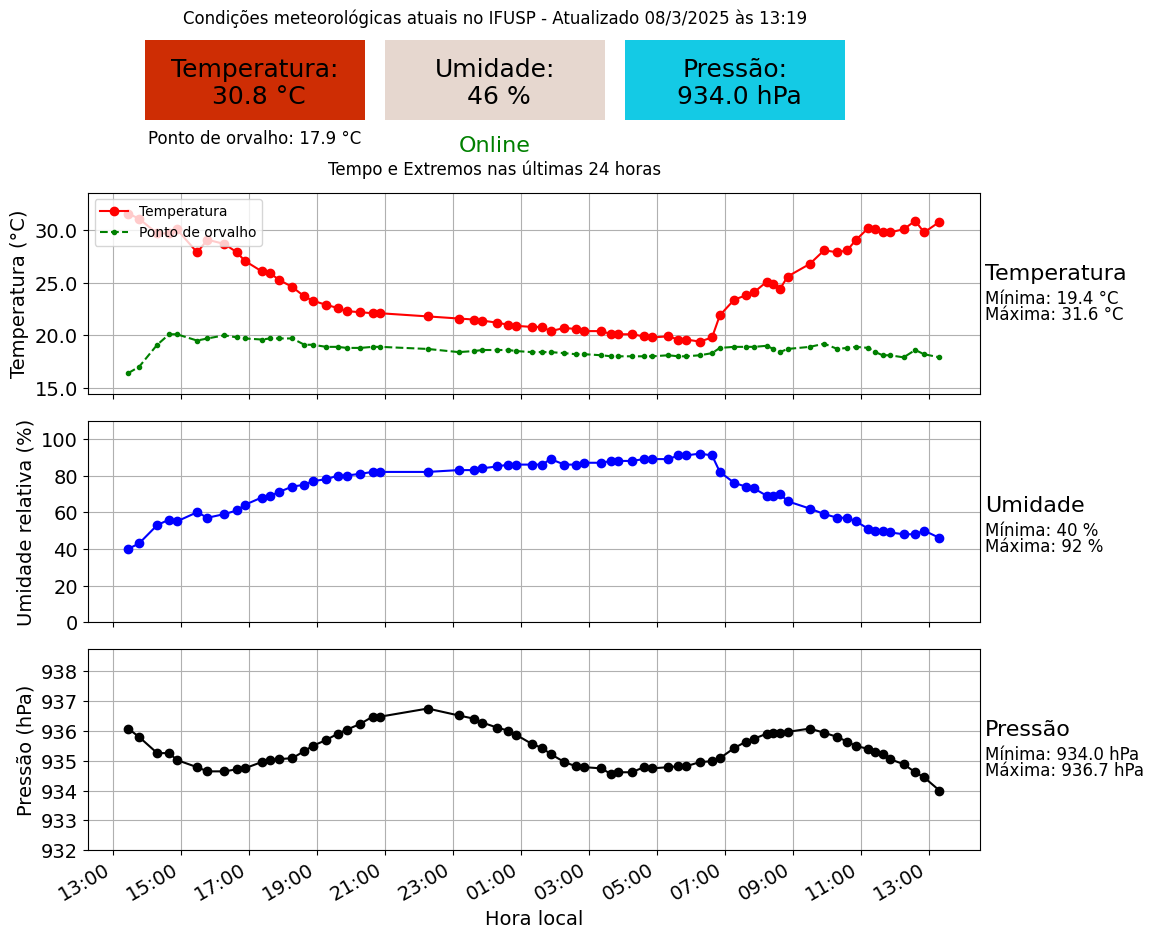 Condições meteorológicas atuais no IFUSP - Atualizado 08/3/2025 às 13:19
Temperatura:
30.8 °C
Umidade:
46 %
Pressão:
934.0 hPa
Ponto de orvalho: 17.9 °C
Online
Tempo e Extremos nas últimas 24 horas
Temperatura (°C)
30.0
25.0
20.0
15.0
Temperatura
Ponto de orvalho
Temperatura
Mínima: 19.4 °C
Máxima: 31.6 °C
Umidade relativa (%)
100
80
60
40
20
0
Umidade
Mínima: 40 %
Máxima: 92 %
Pressão (hPa)
938
937
936
935
934
933
932
Pressão
Mínima: 934.0 hPa
Máxima: 936.7 hPa
13:00
15:00
17:00
19:00
21:00
23:00
01:00
03:00
05:00
07:00
09:00
11:00
13:00
Hora local